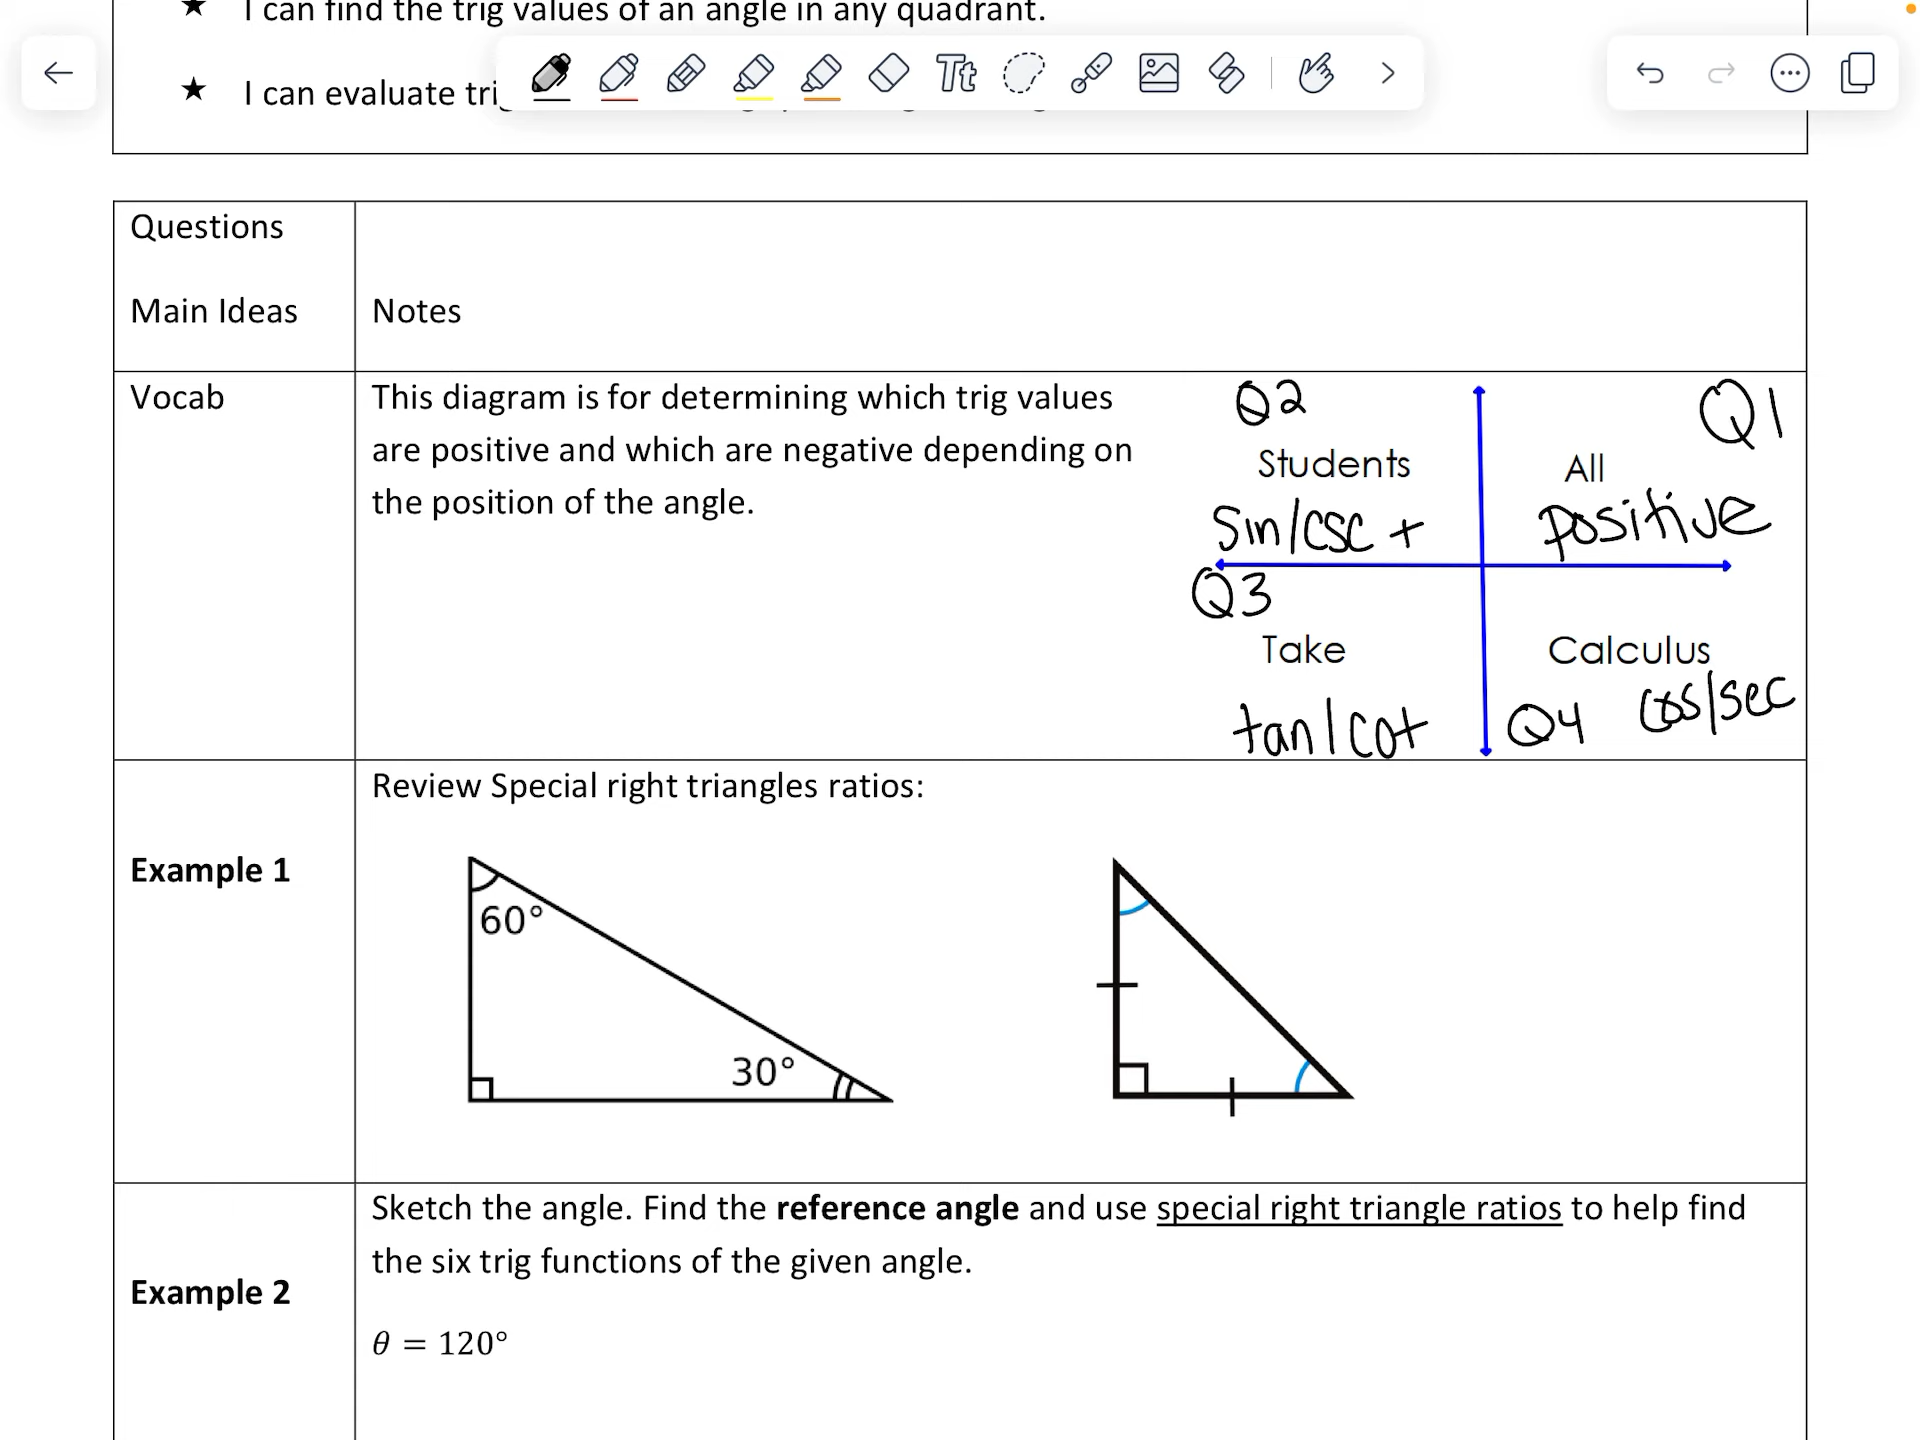 ★ I can find the trig values of an angle in any quadrant.
★ I can evaluate tri
Tt
Questions
Main Ideas
Notes
Vocab
This diagram is for determining which trig values
are positive and which are negative depending on
the position of the angle.
Q2
Q1
Students
All
Sin/csc +
positive
Q3
Take
Calculus
tan/cot
Q4
cos/sec
Review Special right triangles ratios:
Example 1
60°
30°
Sketch the angle. Find the reference angle and use special right triangle ratios to help find
the six trig functions of the given angle.
Example 2
θ = 120°